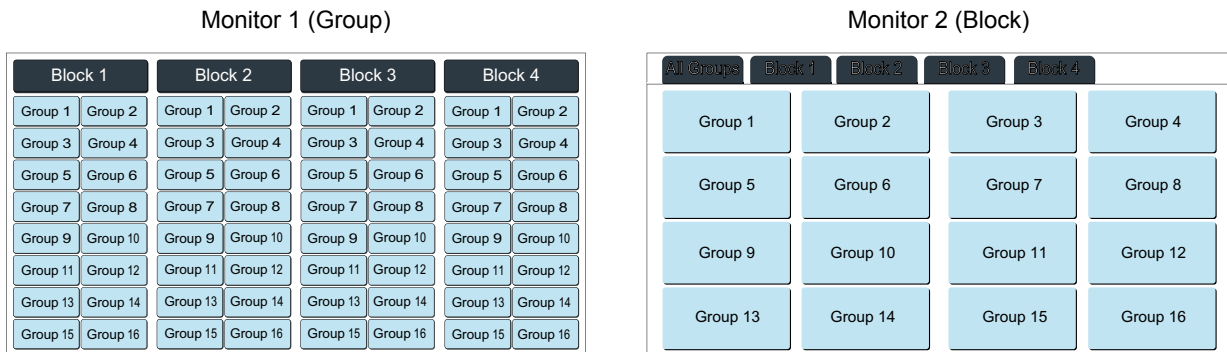 Monitor 1 (Group)
Block 1 Block 2 Block 3 Block 4
Group 1 Group 2 Group 1 Group 2 Group 1 Group 2 Group 1 Group 2
Group 3 Group 4 Group 3 Group 4 Group 3 Group 4 Group 3 Group 4
Group 5 Group 6 Group 5 Group 6 Group 5 Group 6 Group 5 Group 6
Group 7 Group 8 Group 7 Group 8 Group 7 Group 8 Group 7 Group 8
Group 9 Group 10 Group 9 Group 10 Group 9 Group 10 Group 9 Group 10
Group 11 Group 12 Group 11 Group 12 Group 11 Group 12 Group 11 Group 12
Group 13 Group 14 Group 13 Group 14 Group 13 Group 14 Group 13 Group 14
Group 15 Group 16 Group 15 Group 16 Group 15 Group 16 Group 15 Group 16
Monitor 2 (Block)
All Groups Block 1 Block 2 Block 3 Block 4
Group 1 Group 2 Group 3 Group 4
Group 5 Group 6 Group 7 Group 8
Group 9 Group 10 Group 11 Group 12
Group 13 Group 14 Group 15 Group 16